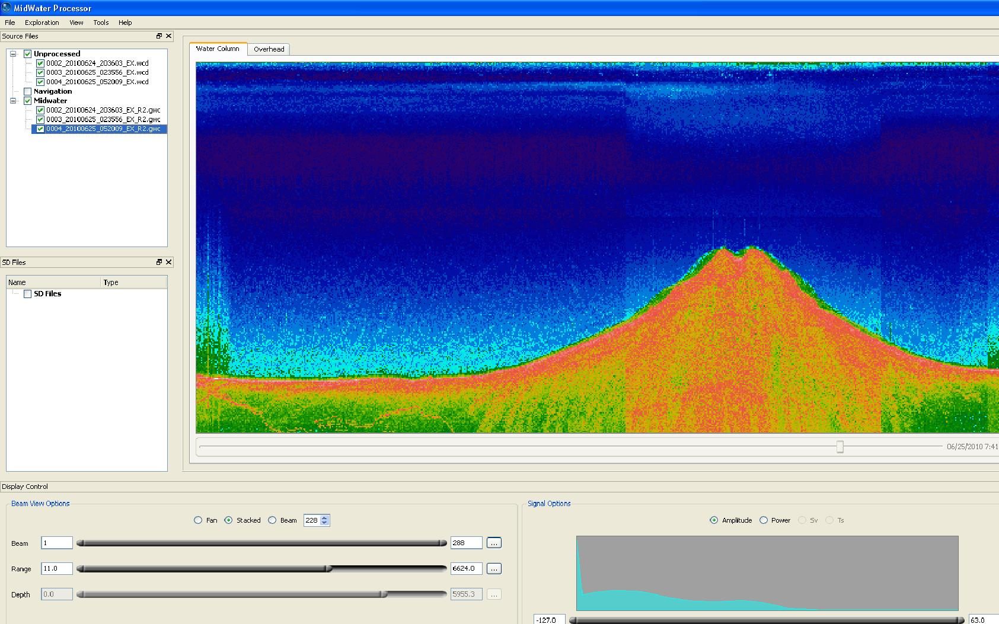 MidWater Processor
File Exploration View Tools Help
Source Files
Unprocessed
0002_20100624_203603_EX.wcd
0003_20100625_023556_EX.wcd
0004_20100625_052009_EX.wcd
Navigation
Midwater
0002_20100624_203603_EX_R2.gwc
0003_20100625_023556_EX_R2.gwc
0004_20100625_052009_EX_R2.gwc
SD Files
Name Type
SD Files
Water Column Overhead
06/25/2010 7:41
Display Control
Beam View Options
Fan Stacked Beam 228
Beam 1 288 ...
Range 11.0 6624.0 ...
Depth 0.0 5955.3 ...
Signal Options
Amplitude Power Sv Ts
-127.0 63.0